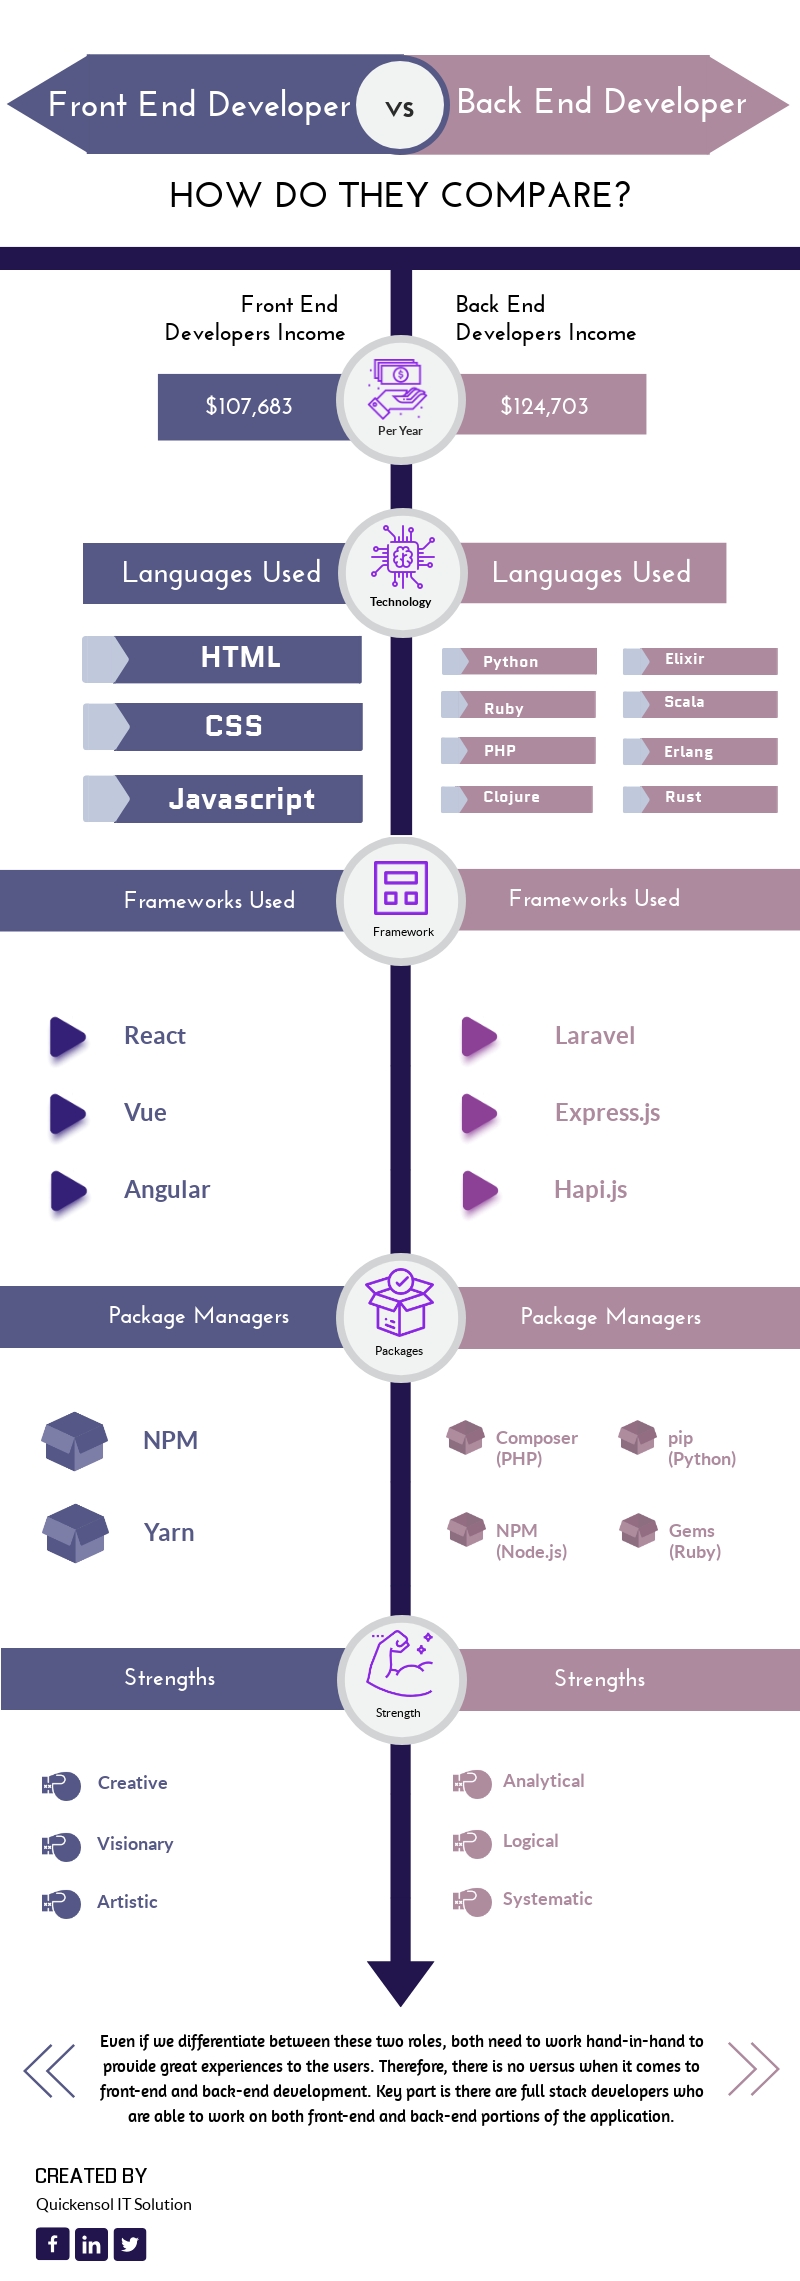 Front End Developer
vs
Back End Developer
HOW DO THEY COMPARE?
Front End
Developers Income
Back End
Developers Income
$107,683
Per Year
$124,703
Languages Used
Technology
Languages Used
HTML
CSS
Javascript
Python
Ruby
PHP
Clojure
Elixir
Scala
Erlang
Rust
Frameworks Used
Framework
Frameworks Used
React
Vue
Angular
Laravel
Express.js
Hapi.js
Package Managers
Packages
Package Managers
NPM
Yarn
Composer
(PHP)
pip
(Python)
NPM
(Node.js)
Gems
(Ruby)
Strengths
Strength
Strengths
Creative
Visionary
Artistic
Analytical
Logical
Systematic
Even if we differentiate between these two roles, both need to work hand-in-hand to
provide great experiences to the users. Therefore, there is no versus when it comes to
front-end and back-end development. Key part is there are full stack developers who
are able to work on both front-end and back-end portions of the application.
CREATED BY
Quickensol IT Solution